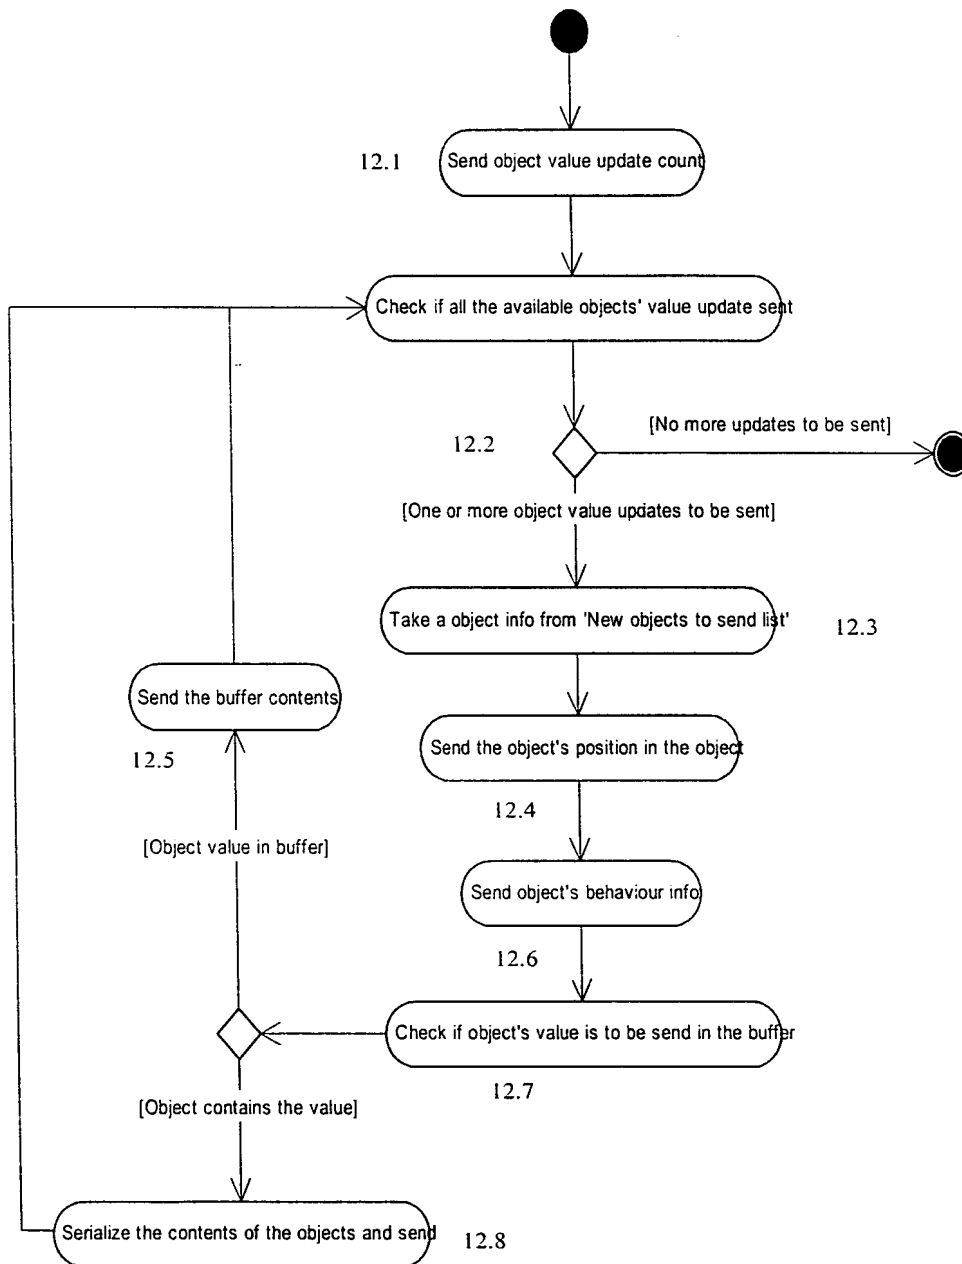 12.1
Send object value update count
Check if all the available objects' value update sent
[No more updates to be sent]
12.2
[One or more object value updates to be sent]
Take a object info from 'New objects to send list'
12.3
Send the buffer contents
Send the object's position in the object
12.5
12.4
[Object value in buffer]
Send object's behaviour info
12.6
Check if object's value is to be send in the buffer
12.7
[Object contains the value]
Serialize the contents of the objects and send
12.8